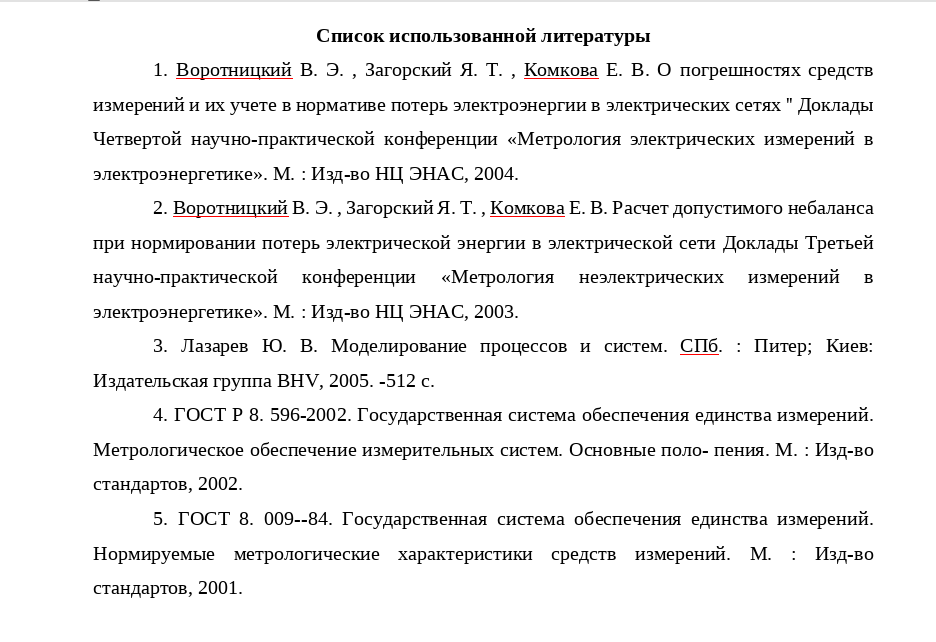 Список использованной литературы
1. Воротницкий В. Э. , Загорский Я. Т. , Комкова Е. В. О погрешностях средств
измерений и их учете в нормативе потерь электроэнергии в электрических сетях " Доклады
Четвертой научно-практической конференции «Метрология электрических измерений в
электроэнергетике». М. : Изд-во НЦ ЭНАС, 2004.
2. Воротницкий В. Э. , Загорский Я. Т. , Комкова Е. В. Расчет допустимого небаланса
при нормировании потерь электрической энергии в электрической сети Доклады Третьей
научно-практической конференции «Метрология неэлектрических измерений в
электроэнергетике». М. : Изд-во НЦ ЭНАС, 2003.
3. Лазарев Ю. В. Моделирование процессов и систем. СПб. : Питер; Киев:
Издательская группа BHV, 2005. -512 с.
4. ГОСТ Р 8. 596-2002. Государственная система обеспечения единства измерений.
Метрологическое обеспечение измерительных систем. Основные поло- пения. М. : Изд-во
стандартов, 2002.
5. ГОСТ 8. 009--84. Государственная система обеспечения единства измерений.
Нормируемые метрологические характеристики средств измерений. М. : Изд-во
стандартов, 2001.